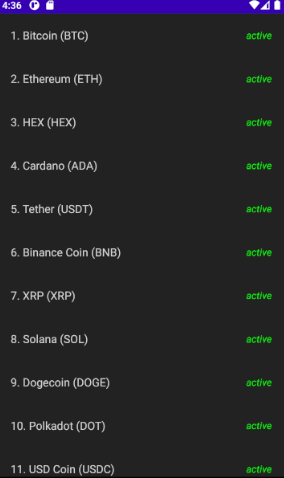 4:36
1. Bitcoin (BTC) active
2. Ethereum (ETH) active
3. HEX (HEX) active
4. Cardano (ADA) active
5. Tether (USDT) active
6. Binance Coin (BNB) active
7. XRP (XRP) active
8. Solana (SOL) active
9. Dogecoin (DOGE) active
10. Polkadot (DOT) active
11. USD Coin (USDC) active